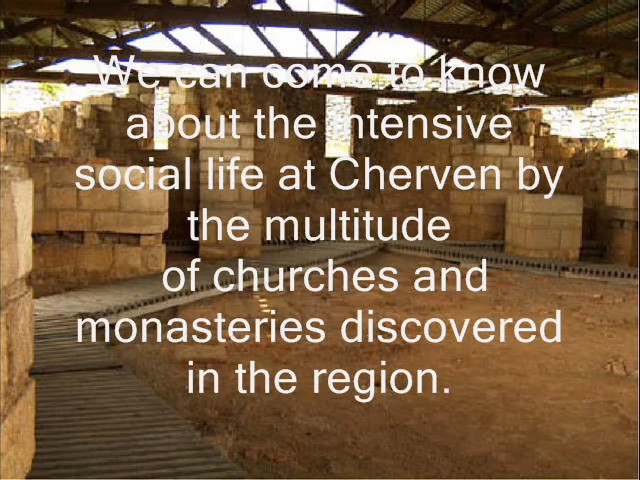 We can come to know
about the intensive
social life at Cherven by
the multitude
of churches and
monasteries discovered
in the region.